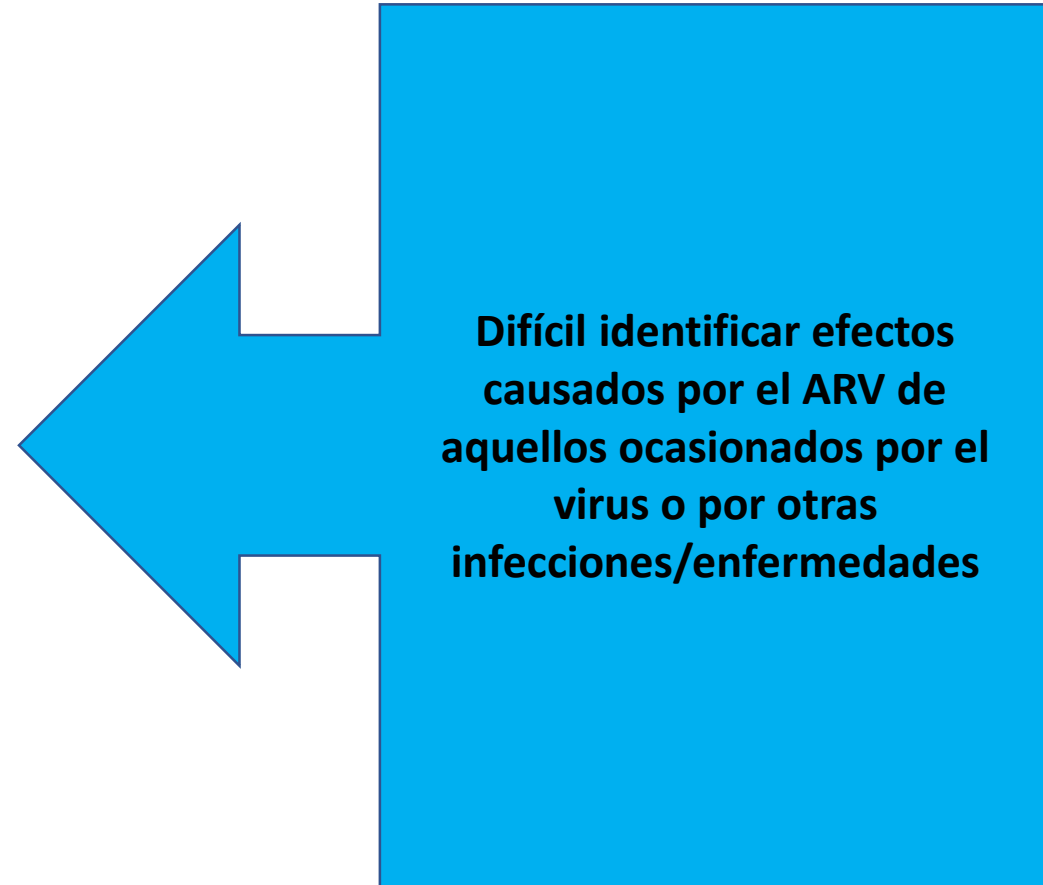 Difícil identificar efectos
causados por el ARV de
aquellos ocasionados por el
virus o por otras
infecciones/enfermedades